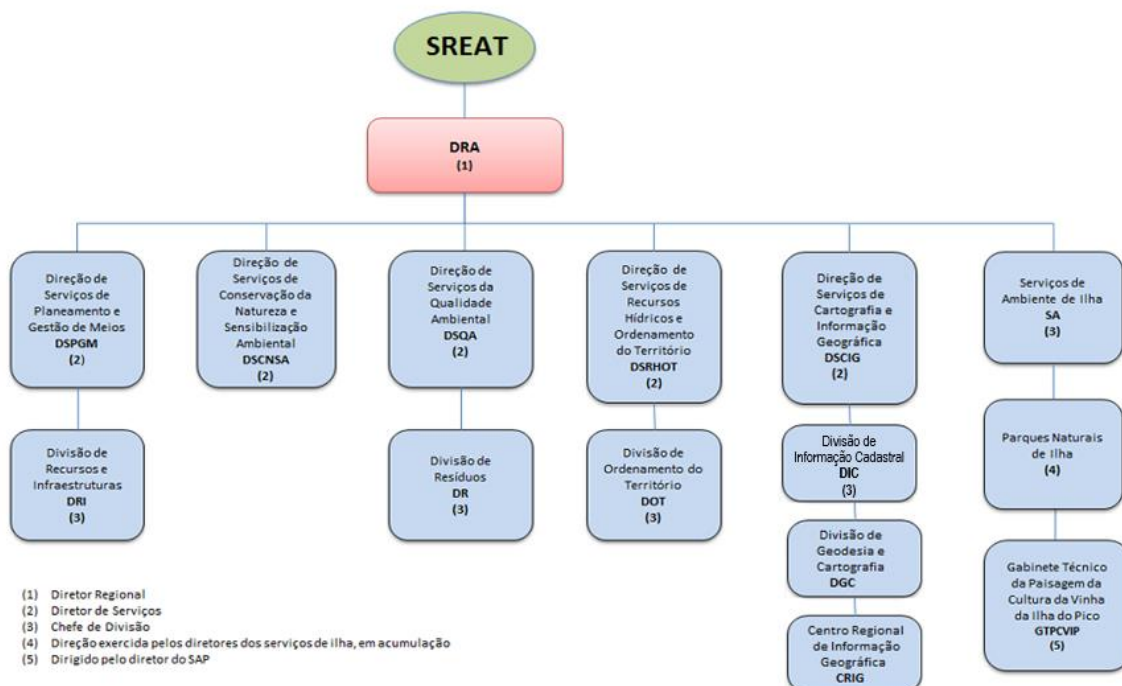 SREAT
DRA
(1)
Direção de
Serviços de
Planeamento e
Gestão de Meios
DSPGM
(2)
Direção de
Serviços de
Conservação da
Natureza e
Sensibilização
Ambiental
DSCNSA
(2)
Direção de
Serviços da
Qualidade
Ambiental
DSQA
(2)
Direção de
Serviços de
Recursos
Hídricos e
Ordenamento
do Território
DSRHOT
(2)
Direção de
Serviços de
Cartografia e
Informação
Geográfica
DSCIG
(2)
Serviços de
Ambiente de Ilha
SA
(3)
Divisão de
Recursos e
Infraestruturas
DRI
(3)
Divisão de
Resíduos
DR
(3)
Divisão de
Ordenamento do
Território
DOT
(3)
Divisão de
Informação Cadastral
DIC
(3)
Parques Naturais
de Ilha
(4)
Divisão de
Geodesia e
Cartografia
DGC
Centro Regional
de Informação
Geográfica
CRIG
Gabinete Técnico
da Paisagem da
Cultura da Vinha
da Ilha do Pico
GTPCVIP
(5)
(1) Diretor Regional
(2) Diretor de Serviços
(3) Chefe de Divisão
(4) Direção exercida pelos diretores dos serviços de ilha, em acumulação
(5) Dirigido pelo diretor do SAP